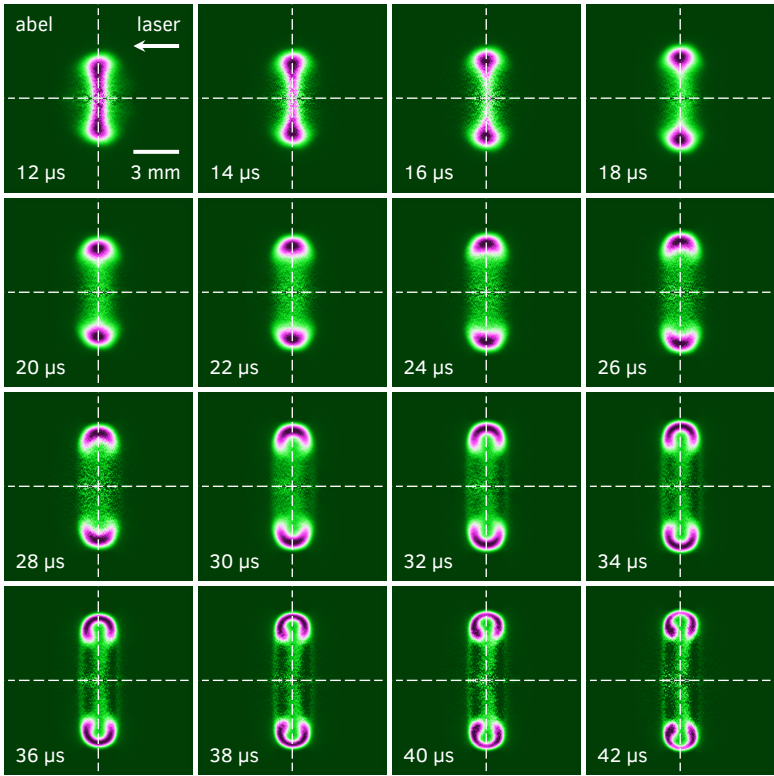 abel laser
12 µs 3 mm
14 µs
16 µs
18 µs
20 µs
22 µs
24 µs
26 µs
28 µs
30 µs
32 µs
34 µs
36 µs
38 µs
40 µs
42 µs